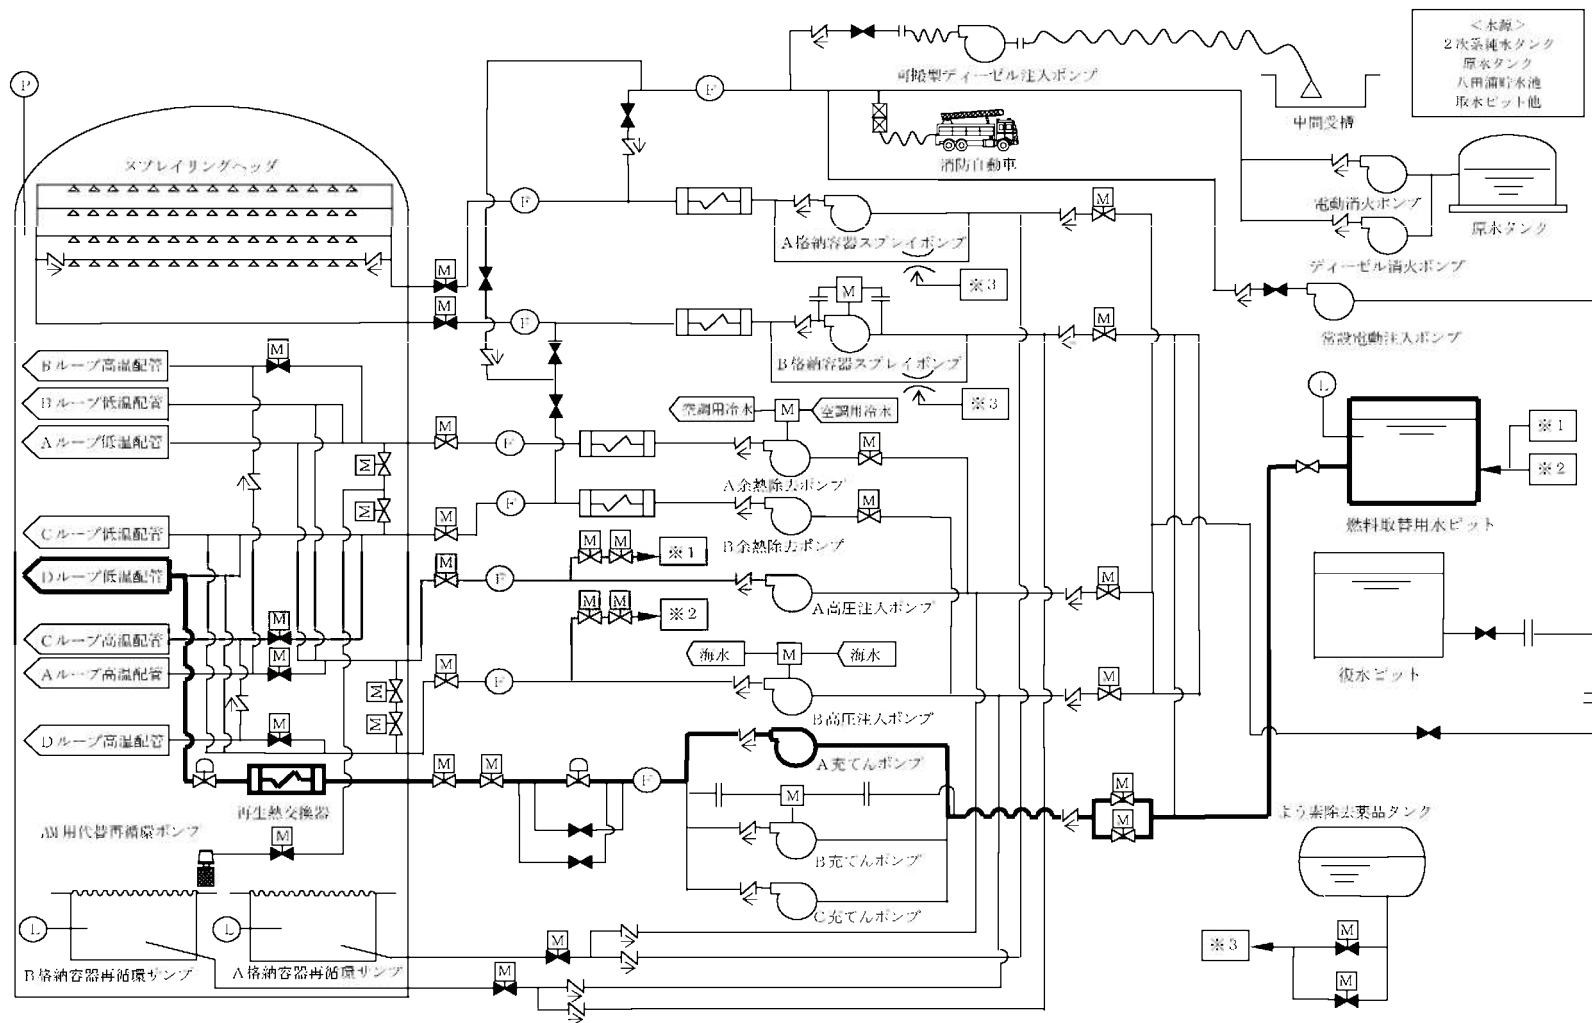 <水源>
2次系純水タンク
原水タンク
八田浦貯水池
取水ピット他
P
スプレイリングヘッダ
F
可搬型ディーゼル注入ポンプ
中間受槽
消防自動車
電動消火ポンプ
原水タンク
ディーゼル消火ポンプ
常設電動注入ポンプ
M
F
M
A格納容器スプレイポンプ
※3
M
F
M
M
B格納容器スプレイポンプ
※3
Bループ高温配管
M
Bループ低温配管
Aループ低温配管
M
F
空調用冷水
M
空調用冷水
M
A余熱除去ポンプ
M
M
Cループ低温配管
M
F
M
B余熱除去ポンプ
L
※1
※2
燃料取替用水ピット
Dループ低温配管
M
F
M
M
※1
A高圧注入ポンプ
M
Cループ高温配管
M
M
M
※2
Aループ高温配管
M
M
F
海水
M
海水
B高圧注入ポンプ
M
復水ピット
M
M
Dループ高温配管
M
再生熱交換器
M
M
F
A充てんポンプ
M
B充てんポンプ
C充てんポンプ
M
M
よう素除去薬品タンク
AM用代替再循環ポンプ
M
L
B格納容器再循環サンプ
L
A格納容器再循環サンプ
M
M
※3
M
M